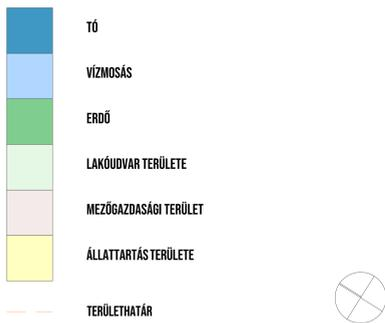 TÓ
VÍZMOSÁS
ERDŐ
LAKÓUDVAR TERÜLETE
MEZŐGAZDASÁGI TERÜLET
ÁLLATTARTÁS TERÜLETE
TERÜLETHATÁR